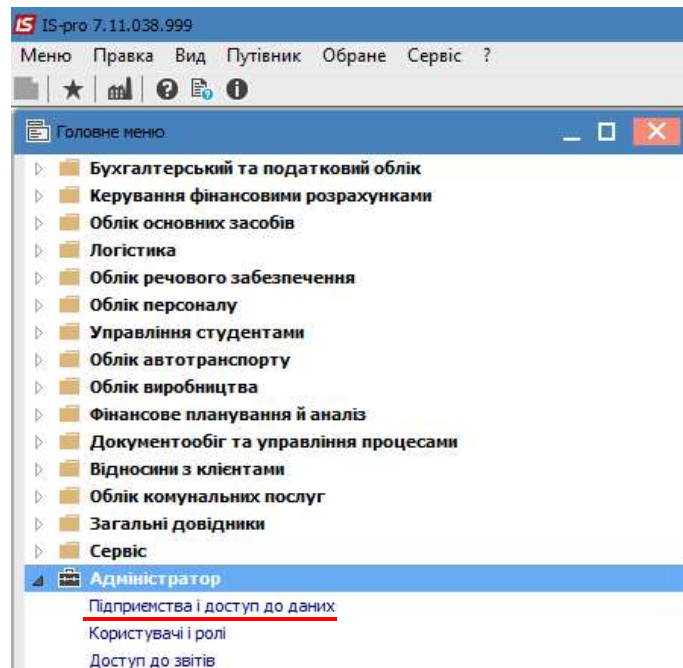 IS IS-pro 7.11.038.999
Меню Правка Вид Путівник Обране Сервіс ?
Головне меню
Бухгалтерський та податковий облік
Керування фінансовими розрахунками
Облік основних засобів
Логістика
Облік речового забезпечення
Облік персоналу
Управління студентами
Облік автотранспорту
Облік виробництва
Фінансове планування й аналіз
Документообіг та управління процесами
Відносини з клієнтами
Облік комунальних послуг
Загальні довідники
Сервіс
Адміністратор
Підприємства і доступ до даних
Користувачі і ролі
Доступ до звітів